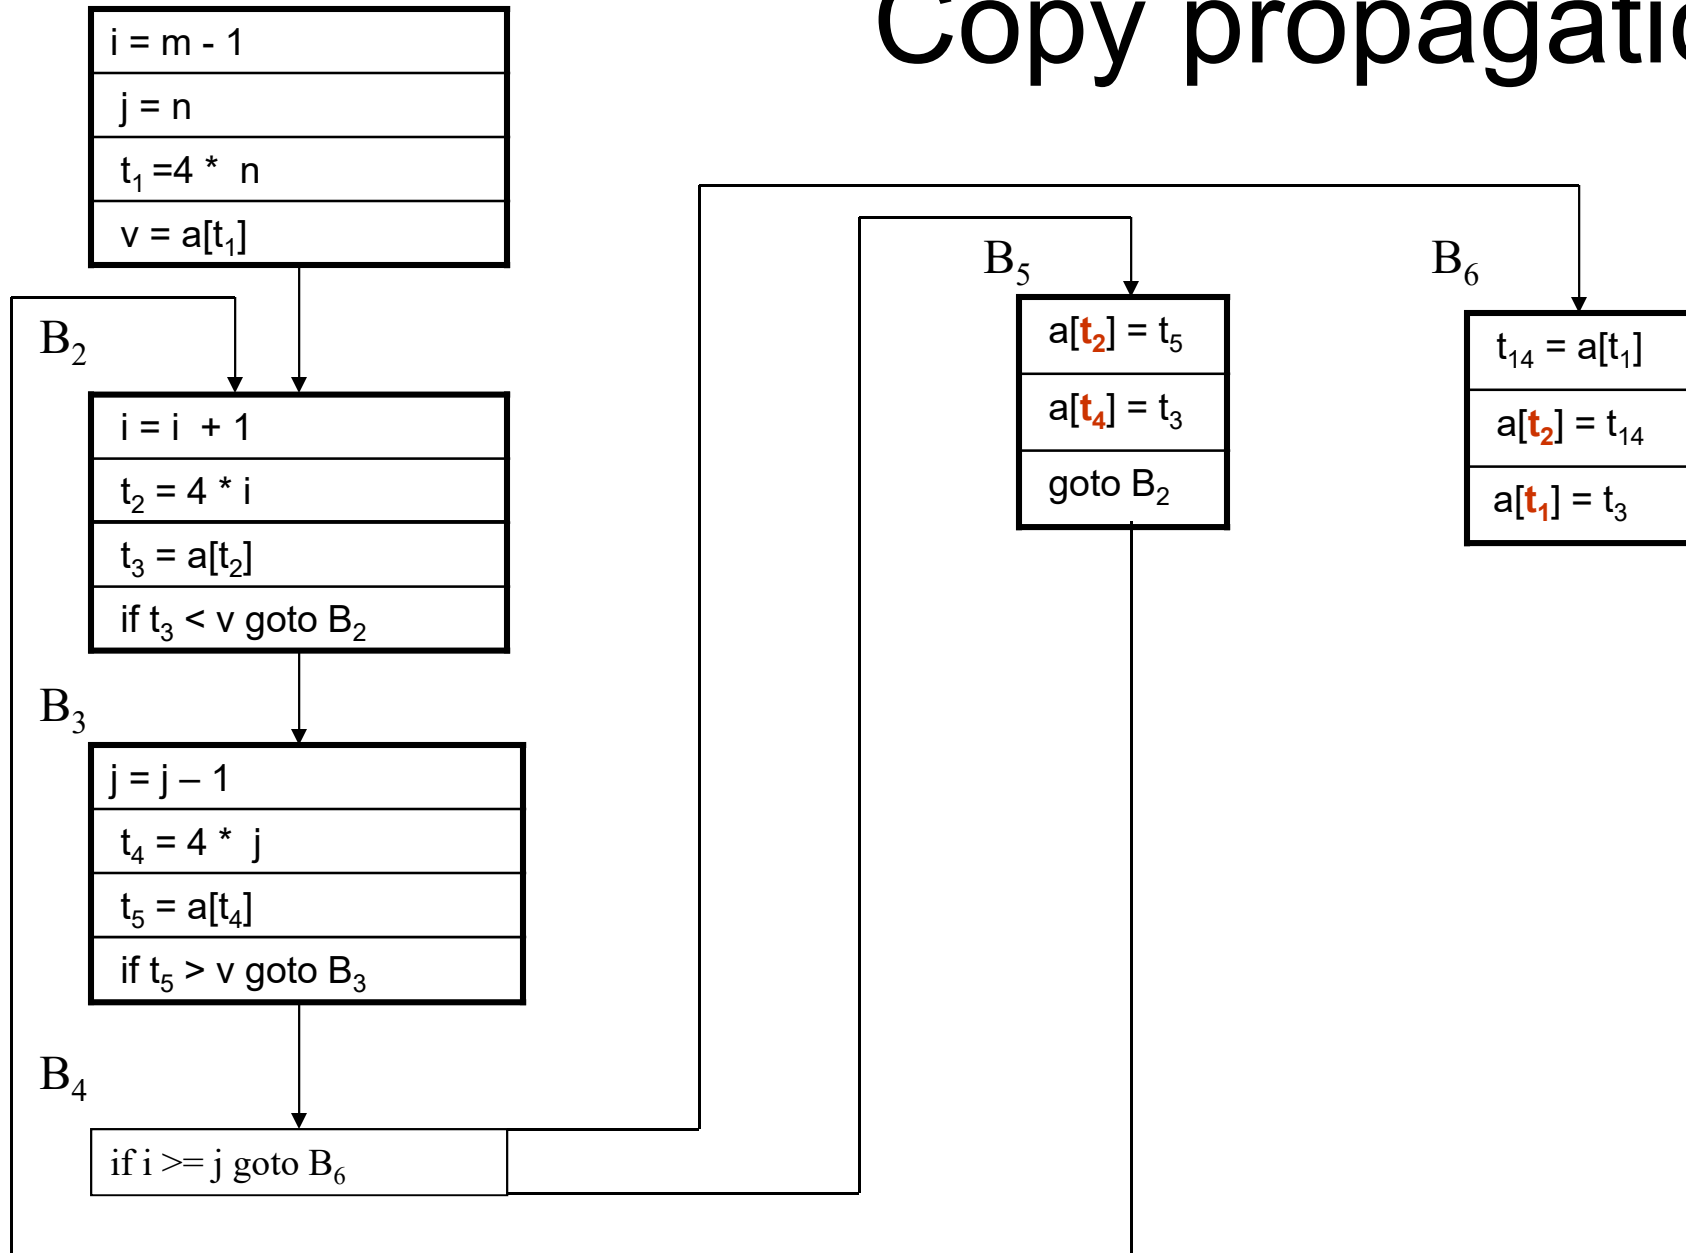 Copy propagatio
i = m - 1
j = n
t₁ =4 * n
v = a[t₁]
B₂
i = i + 1
t₂ = 4 * i
t₃ = a[t₂]
if t₃ < v goto B₂
B₃
j = j – 1
t₄ = 4 * j
t₅ = a[t₄]
if t₅ > v goto B₃
B₄
if i >= j goto B₆
B₅
a[t₂] = t₅
a[t₄] = t₃
goto B₂
B₆
t₁₄ = a[t₁]
a[t₂] = t₁₄
a[t₁] = t₃